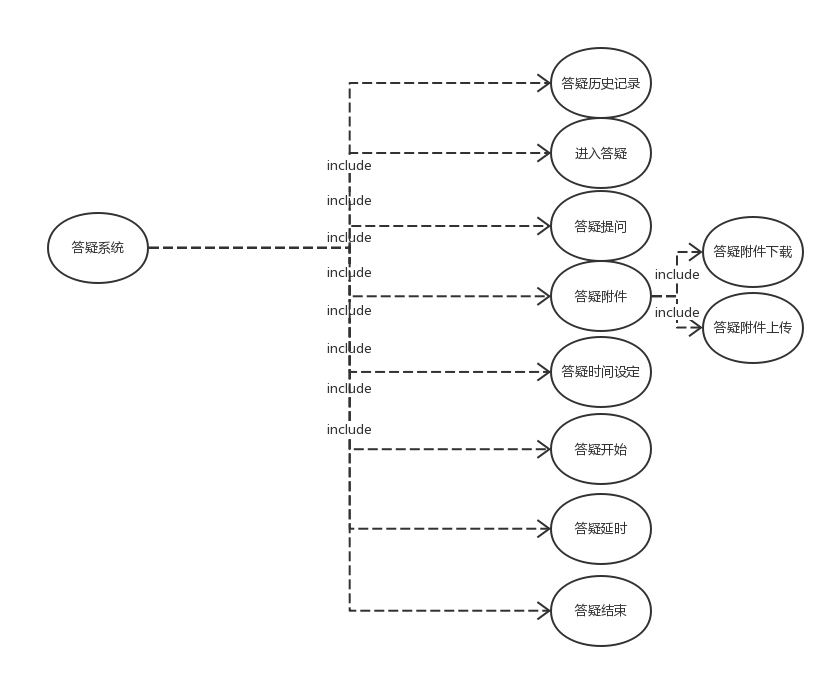 答疑历史记录
进入答疑
include
include
答疑提问
include
答疑系统
答疑附件下载
include
include
答疑附件
include
include
答疑附件上传
include
答疑时间设定
include
include
答疑开始
答疑延时
答疑结束